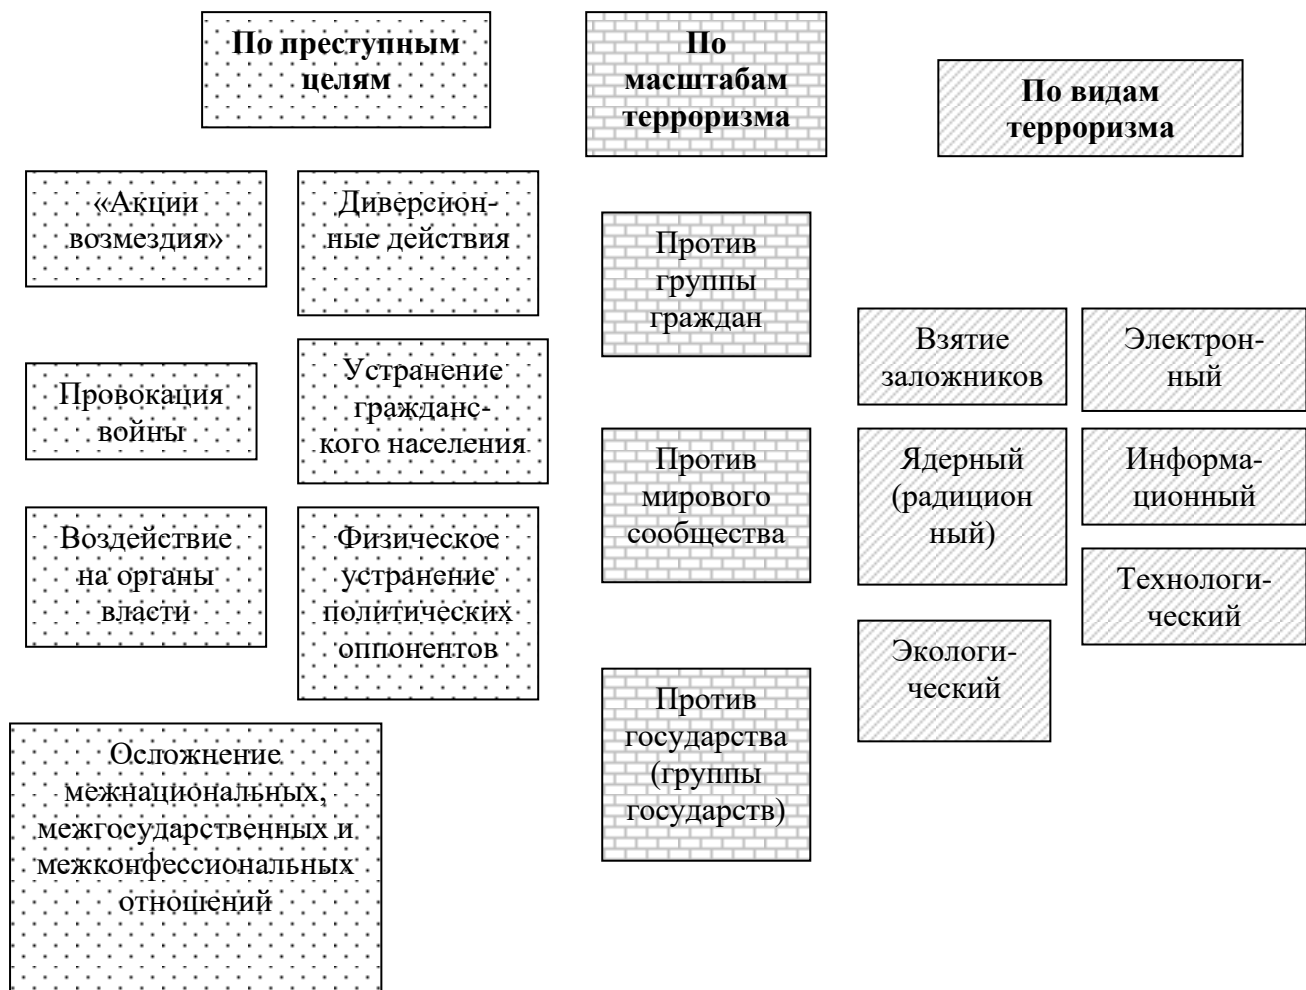 По преступным
целям
По
масштабам
терроризма
По видам
терроризма
«Акции
возмездия»
Диверсион-
ные действия
Провокация
войны
Устранение
гражданс-
кого населения
Воздействие
на органы
власти
Физическое
устранение
политических
оппонентов
Осложнение
межнациональных,
межгосударственных и
межконфессиональных
отношений
Против
группы
граждан
Против
мирового
сообщества
Против
государства
(группы
государств)
Взятие
заложников
Электрон-
ный
Ядерный
(радицион
ный)
Информа-
ционный
Технологи-
ческий
Экологи-
ческий